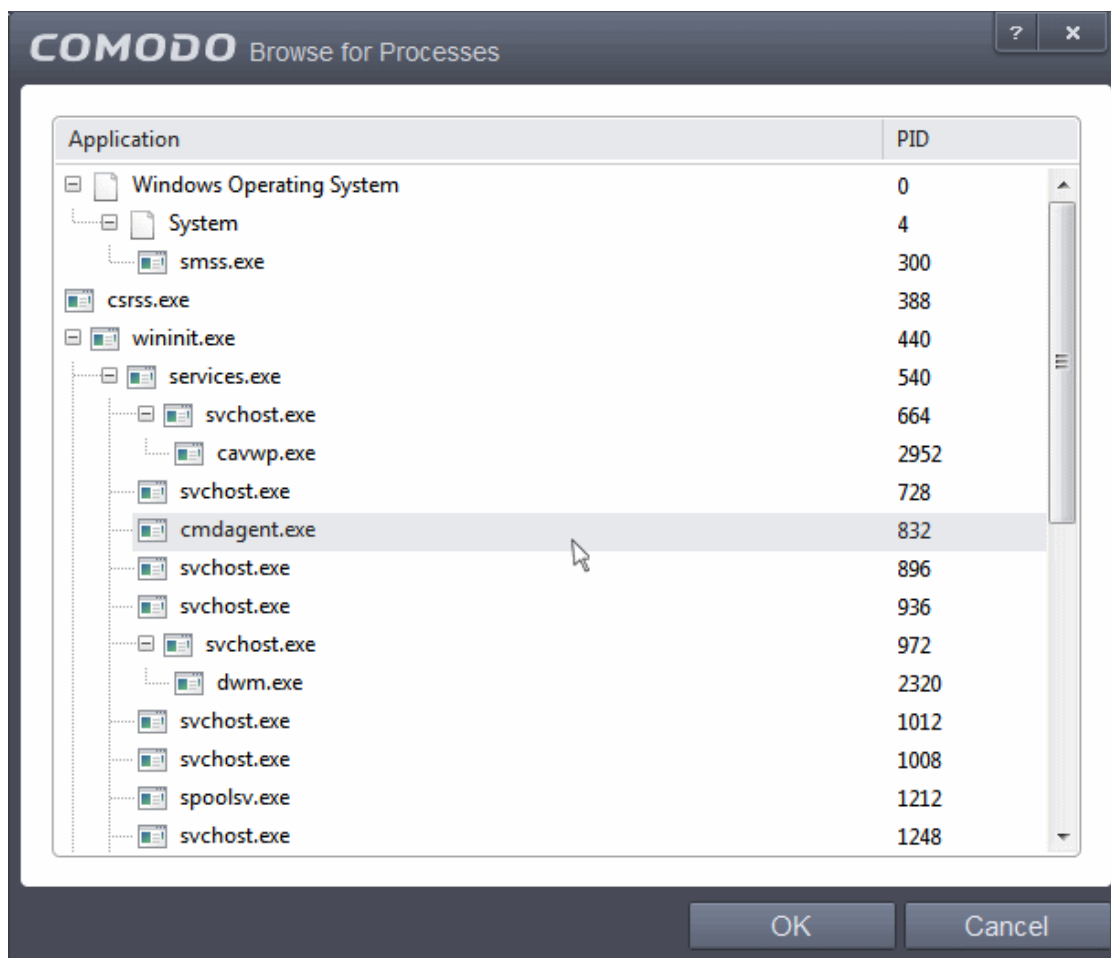 COMODO Browse for Processes ? x
Application PID
Windows Operating System 0
System 4
smss.exe 300
csrss.exe 388
wininit.exe 440
services.exe 540
svchost.exe 664
cavwp.exe 2952
svchost.exe 728
cmdagent.exe 832
svchost.exe 896
svchost.exe 936
svchost.exe 972
dwm.exe 2320
svchost.exe 1012
svchost.exe 1008
spoolsv.exe 1212
svchost.exe 1248
OK Cancel